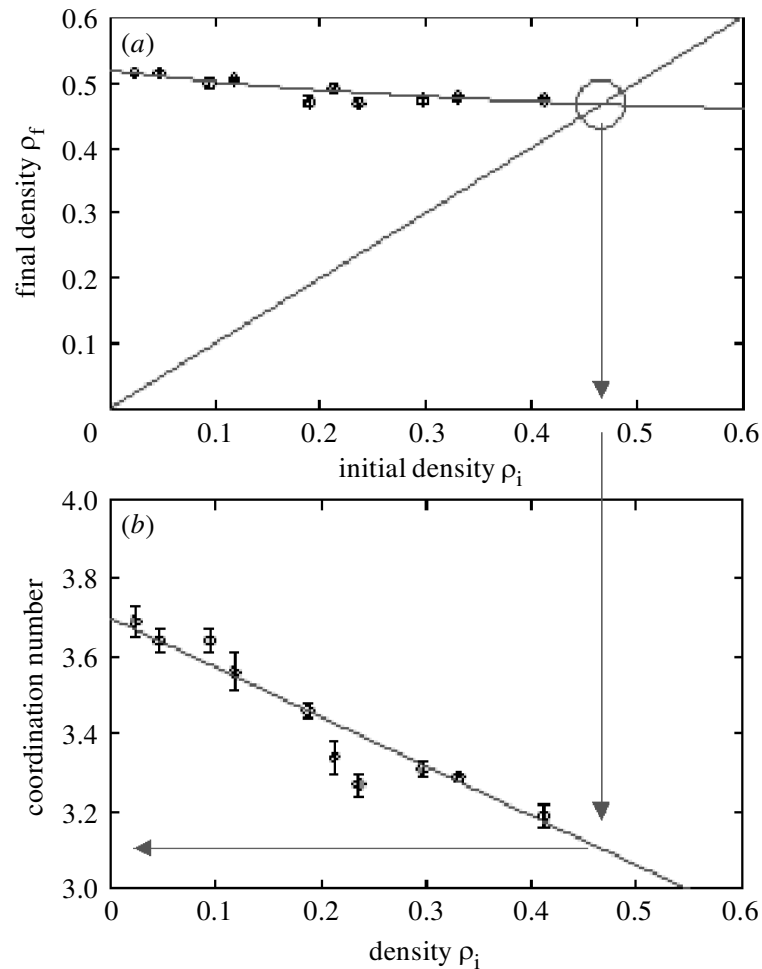 0.6
(a)
0.5
0.4
0.3
0.2
0.1
final density ρf
0 0.1 0.2 0.3 0.4 0.5 0.6
initial density ρi
4.0
(b)
3.8
3.6
3.4
3.2
3.0
coordination number
0 0.1 0.2 0.3 0.4 0.5 0.6
density ρi